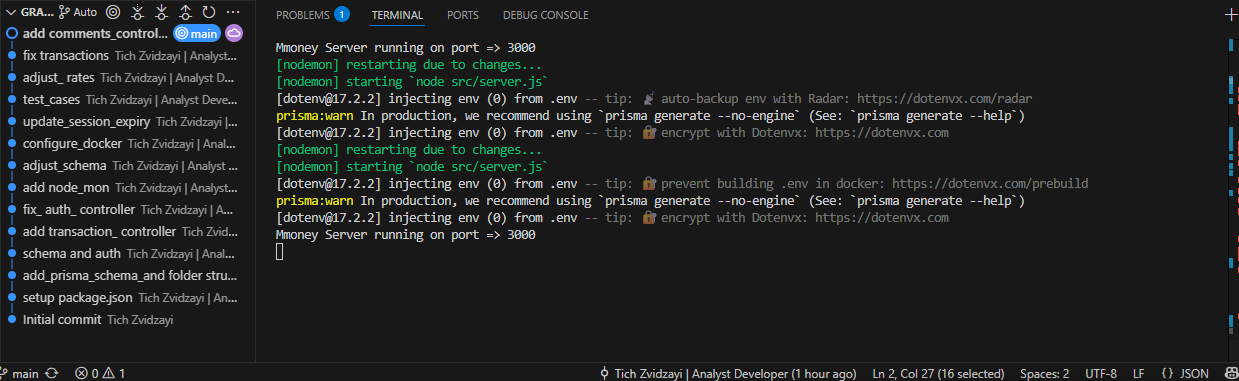 GRA... Auto
add comments_control... main
fix transactions Tich Zvidzayi | Analyst...
adjust_ rates Tich Zvidzayi | Analyst D...
test_cases Tich Zvidzayi | Analyst Deve...
update_session_expiry Tich Zvidzayi...
configure_docker Tich Zvidzayi | Anal...
adjust_schema Tich Zvidzayi | Analyst...
add node_mon Tich Zvidzayi | Analyst...
fix_ auth_controller Tich Zvidzayi | A...
add transaction_ controller Tich Zvid...
schema and auth Tich Zvidzayi | Anal...
add_prisma_schema_and folder stru...
setup package.json Tich Zvidzayi | An...
Initial commit Tich Zvidzayi
PROBLEMS 1 TERMINAL PORTS DEBUG CONSOLE
Mmoney Server running on port => 3000
[nodemon] restarting due to changes...
[nodemon] starting `node src/server.js`
[dotenv@17.2.2] injecting env (0) from .env -- tip: 📡 auto-backup env with Radar: https://dotenvx.com/radar
prisma:warn In production, we recommend using `prisma generate --no-engine` (See: `prisma generate --help`)
[dotenv@17.2.2] injecting env (0) from .env -- tip: 🔐 encrypt with Dotenvx: https://dotenvx.com
[nodemon] restarting due to changes...
[nodemon] starting `node src/server.js`
[dotenv@17.2.2] injecting env (0) from .env -- tip: 🔐 prevent building .env in docker: https://dotenvx.com/prebuild
prisma:warn In production, we recommend using `prisma generate --no-engine` (See: `prisma generate --help`)
[dotenv@17.2.2] injecting env (0) from .env -- tip: 🔐 encrypt with Dotenvx: https://dotenvx.com
Mmoney Server running on port => 3000
main 0 1 Tich Zvidzayi | Analyst Developer (1 hour ago) Ln 2, Col 27 (16 selected) Spaces: 2 UTF-8 LF {} JSON